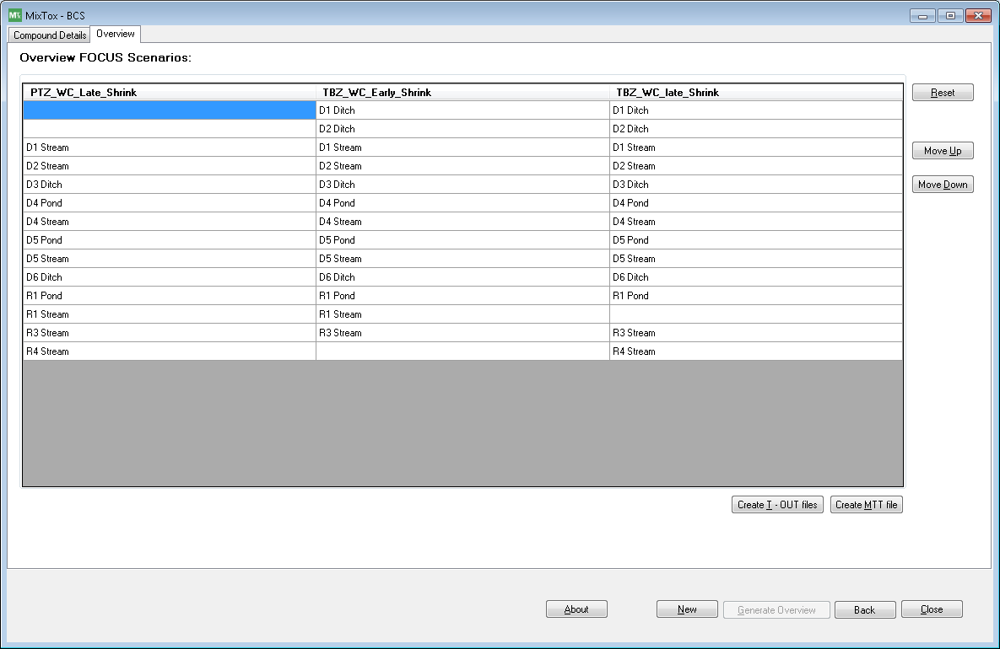 MixTox - BCS
Compound Details Overview
Overview FOCUS Scenarios:
PTZ_WC_Late_Shrink TBZ_WC_Early_Shrink TBZ_WC_late_Shrink
Reset
D1 Ditch D1 Ditch
D2 Ditch D2 Ditch
D1 Stream D1 Stream D1 Stream
Move Up
D2 Stream D2 Stream D2 Stream
D3 Ditch D3 Ditch D3 Ditch
Move Down
D4 Pond D4 Pond D4 Pond
D4 Stream D4 Stream D4 Stream
D5 Pond D5 Pond D5 Pond
D5 Stream D5 Stream D5 Stream
D6 Ditch D6 Ditch D6 Ditch
R1 Pond R1 Pond R1 Pond
R1 Stream R1 Stream
R3 Stream R3 Stream R3 Stream
R4 Stream R4 Stream
Create T - OUT files Create MTT file
About New Generate Overview Back Close